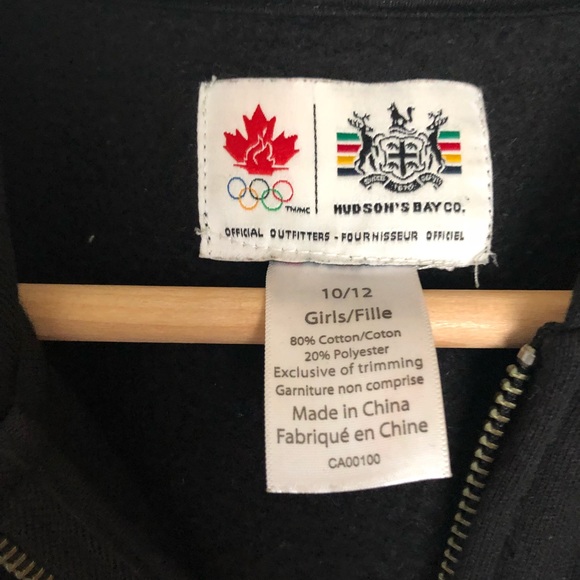 TM/MC
HUDSON'S BAY CO.
OFFICIAL OUTFITTERS - FOURNISSEUR OFFICIEL
10/12
Girls/Fille
80% Cotton/Coton
20% Polyester
Exclusive of trimming
Garniture non comprise
Made in China
Fabriqué en Chine
CA00100